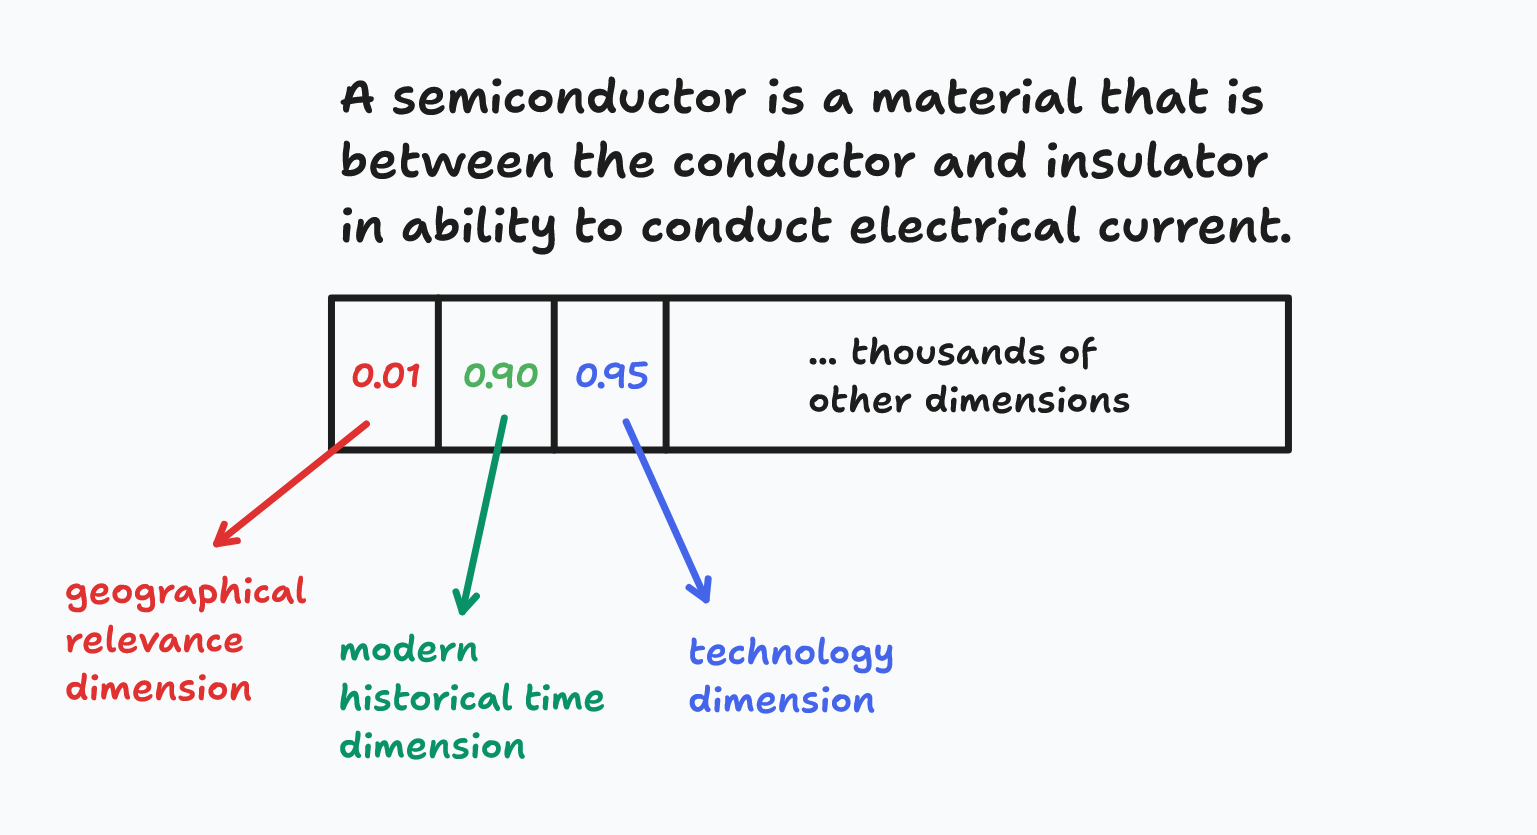 A semiconductor is a material that is
between the conductor and insulator
in ability to conduct electrical current.
0.01
0.90
0.95
... thousands of
other dimensions
geographical
relevance
dimension
modern
historical time
dimension
technology
dimension